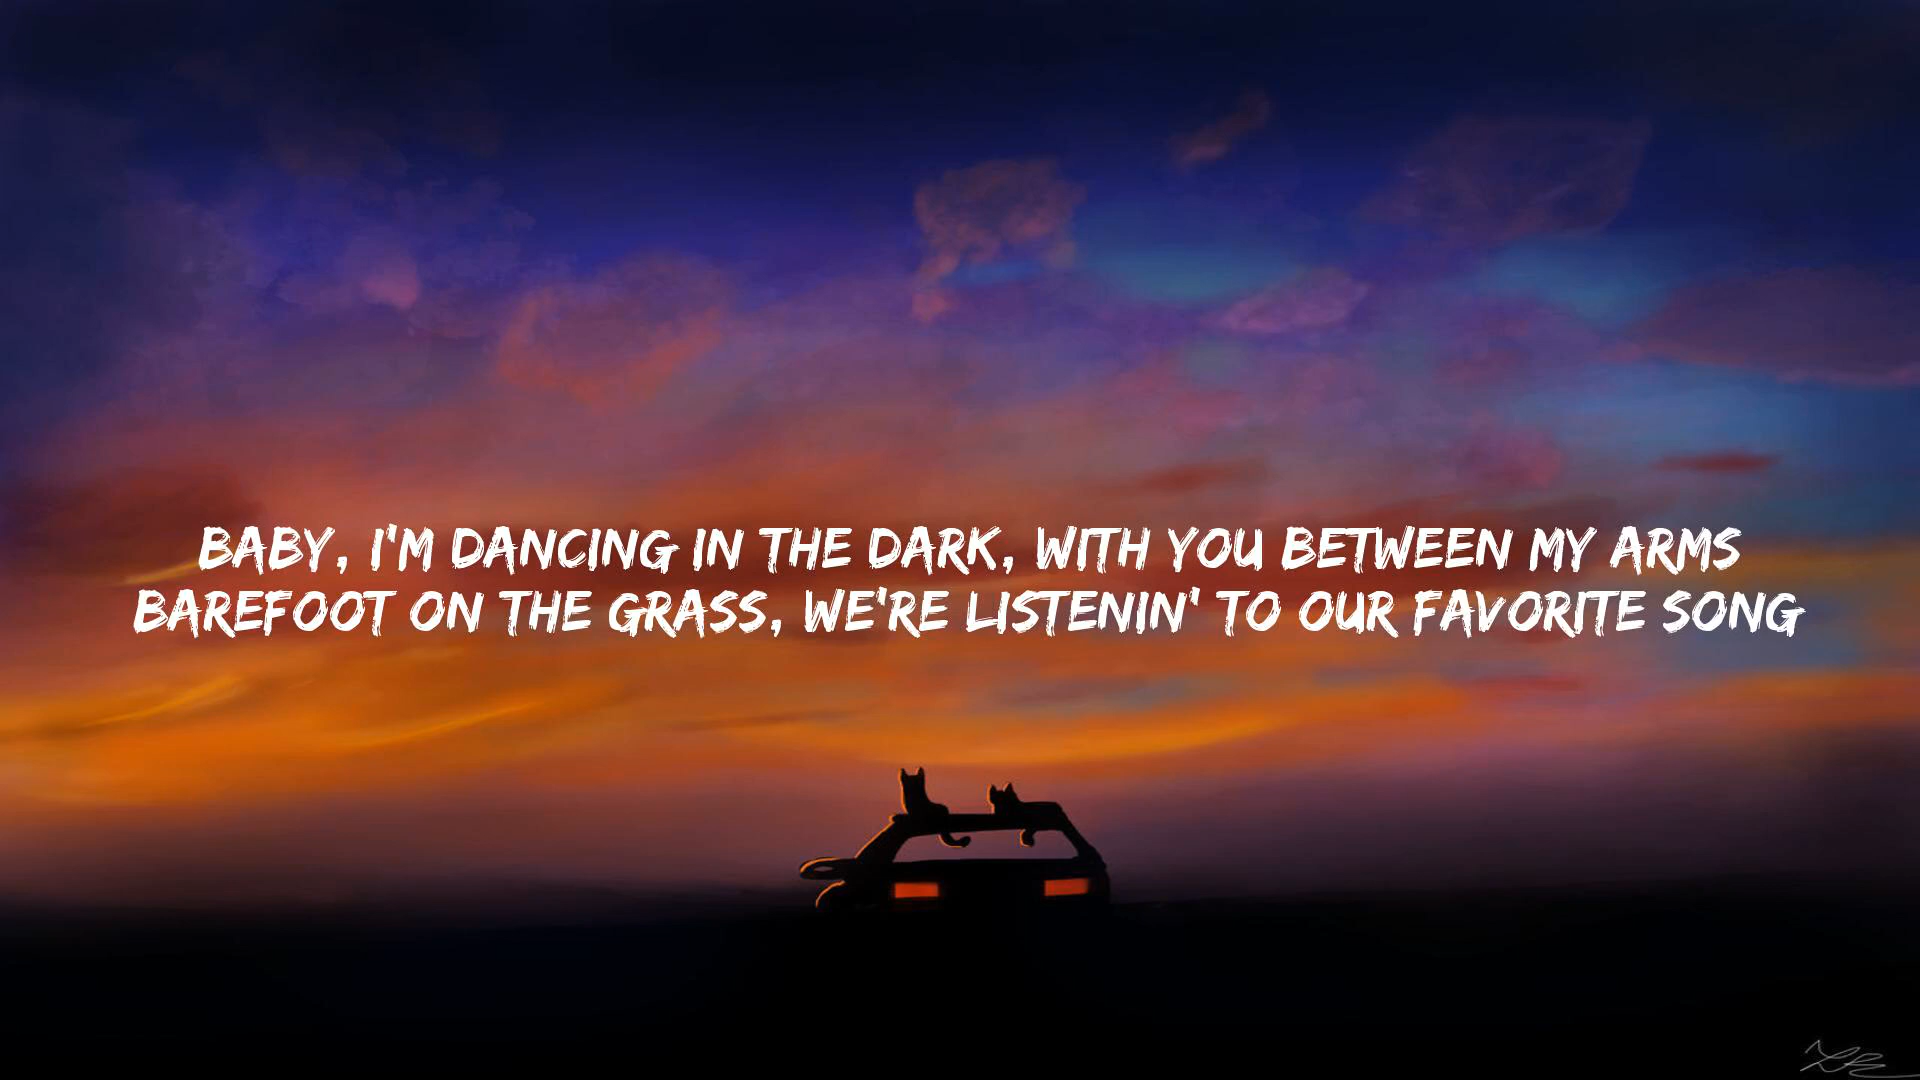 BABY, I'M DANCING IN THE DARK, WITH YOU BETWEEN MY ARMS
BAREFOOT ON THE GRASS, WE'RE LISTENIN' TO OUR FAVORITE SONG